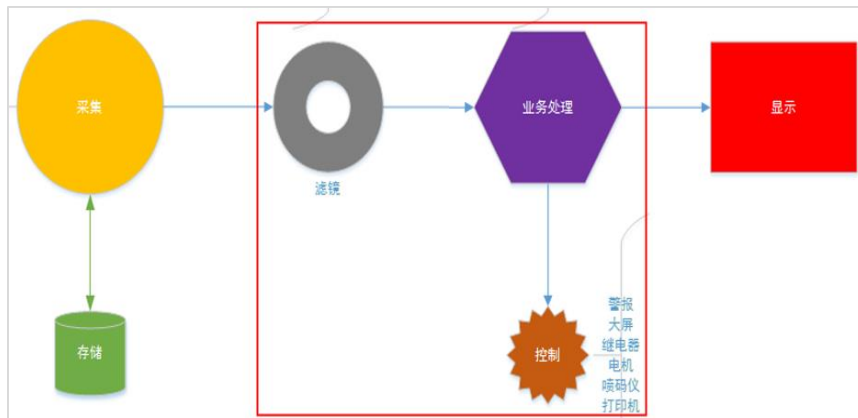 采集
业务处理
显示
滤镜
存储
控制
警报
大屏
继电器
电机
喷码仪
打印机